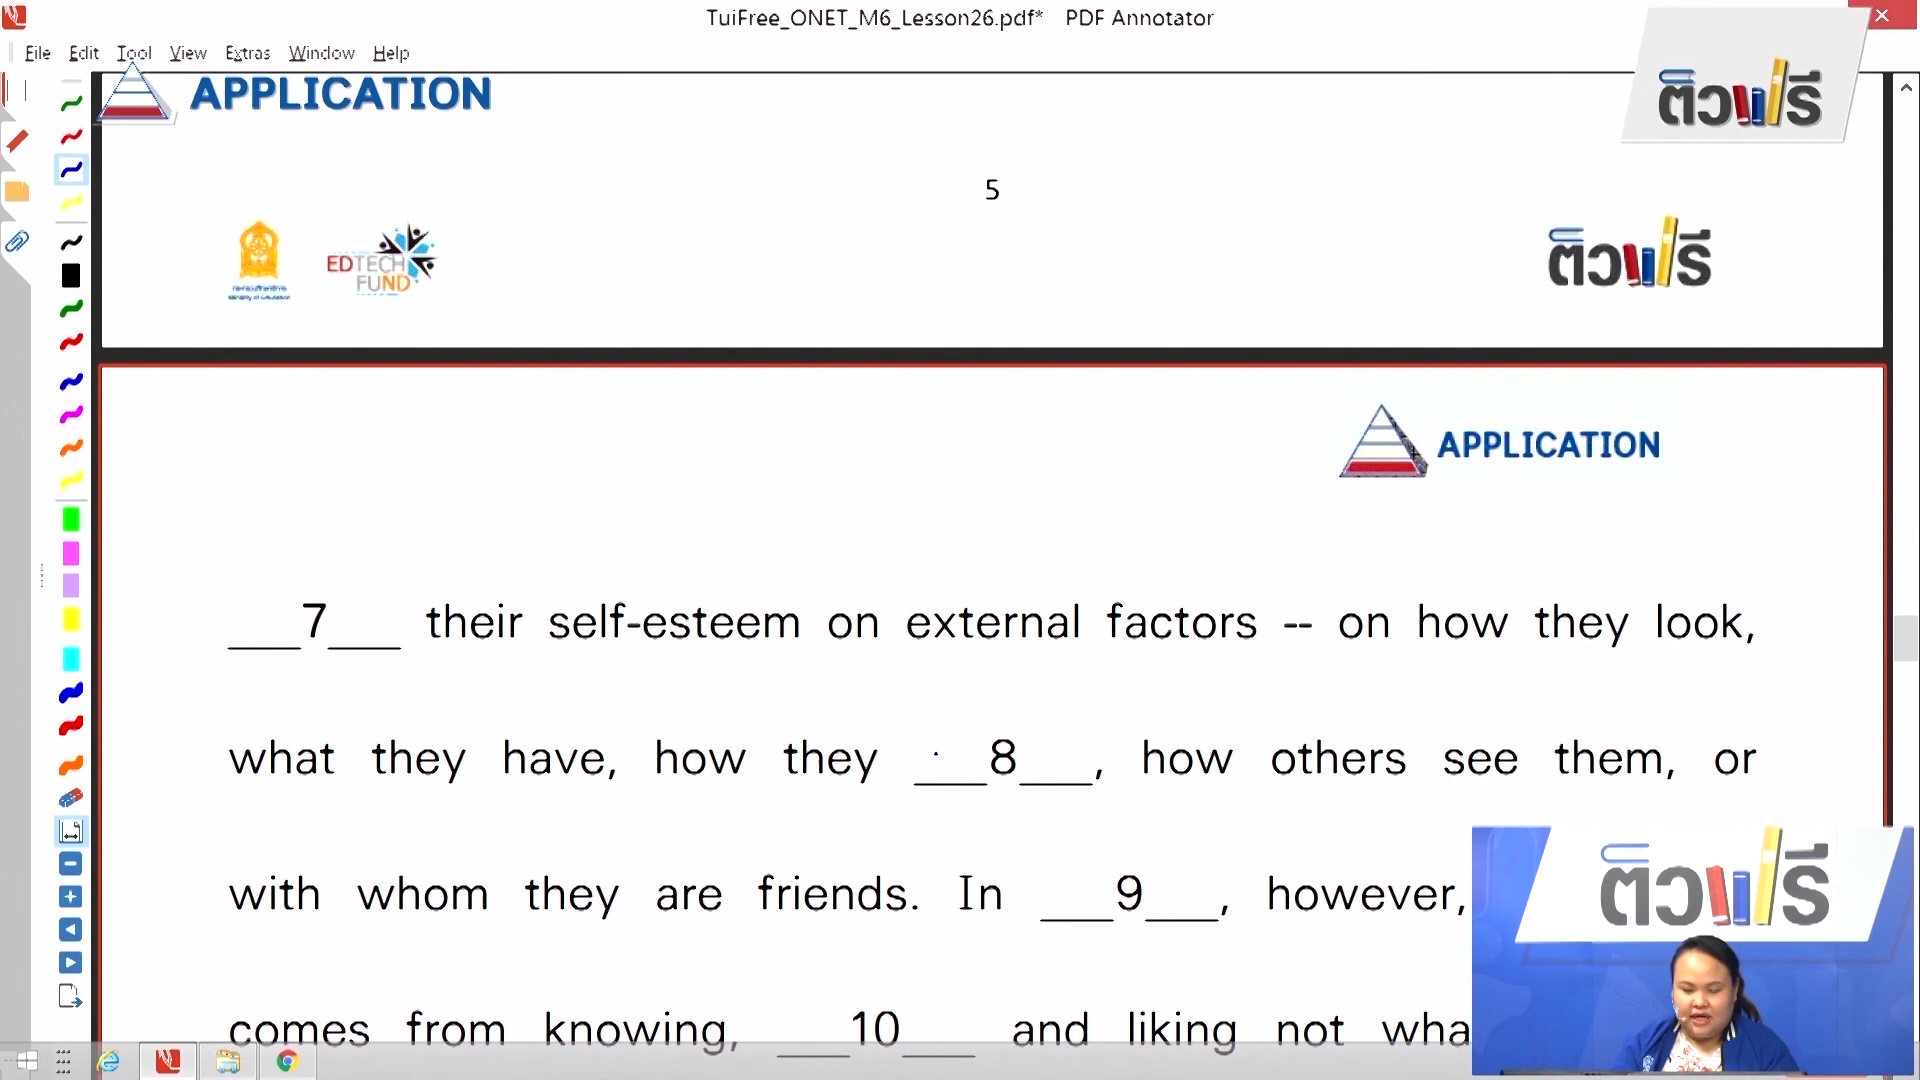 TuiFree_ONET_M6_Lesson26.pdf* PDF Annotator
File Edit Tool View Extras Window Help
APPLICATION
ติวฟรี
5
EDTECH
FUND
Ministry of Education
ติวฟรี
APPLICATION
___7___ their self-esteem on external factors -- on how they look,
what they have, how they ___8___, how others see them, or
with whom they are friends. In ___9___, however,
comes from knowing, ___10___ and liking not wha
ติวฟรี